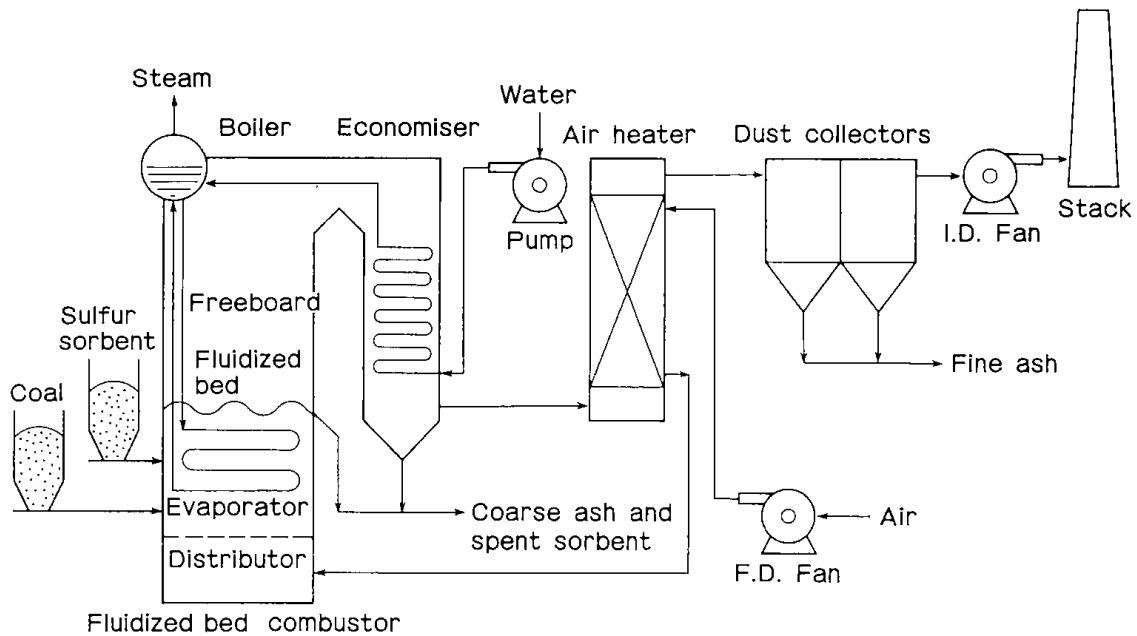 Steam
Boiler
Economiser
Water
Air heater
Dust collectors
Stack
Pump
I.D. Fan
Freeboard
Sulfur
sorbent
Fluidized
bed
Coal
Fine ash
Evaporator
Coarse ash and
spent sorbent
Air
Distributor
F.D. Fan
Fluidized bed combustor